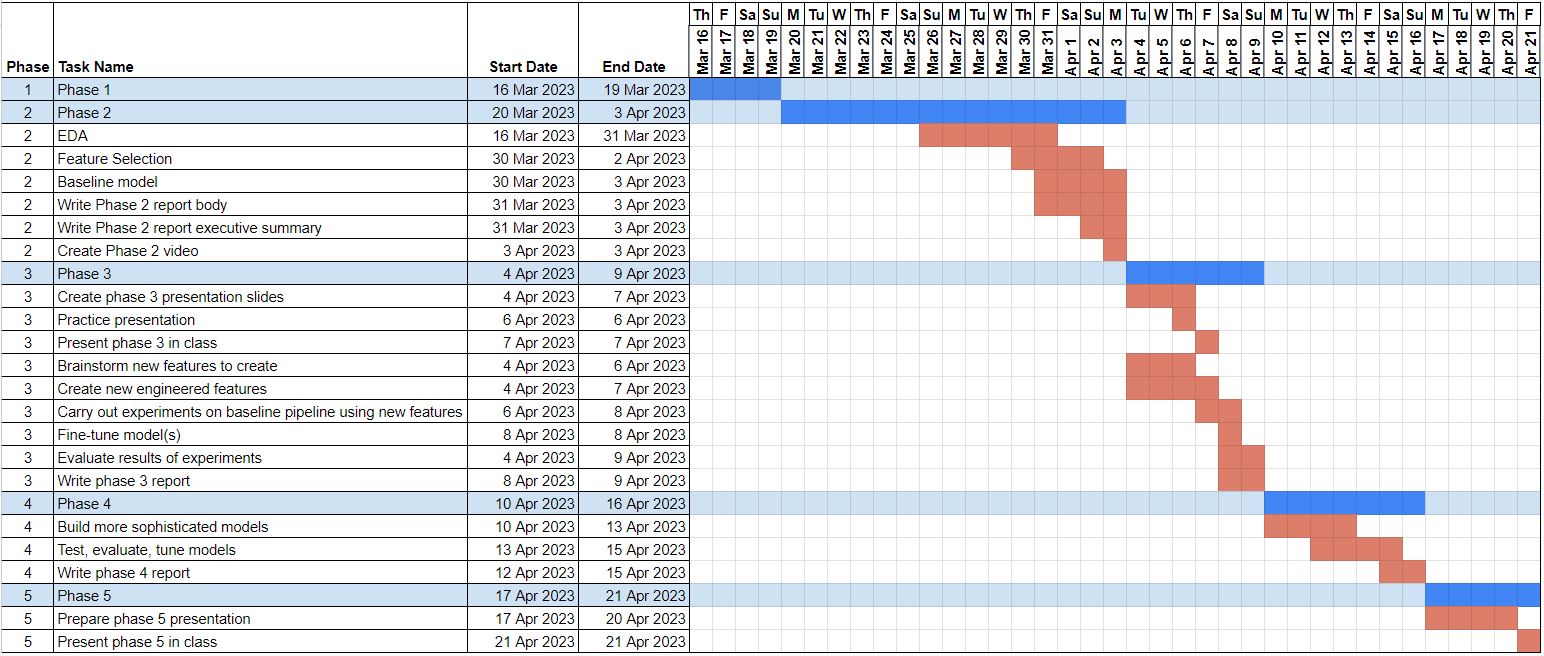 Th F Sa Su M Tu W Th F Sa Su M Tu W Th F Sa Su M Tu W Th F Sa Su M Tu W Th F Sa Su M Tu W Th F
Phase Task Name Start Date End Date Mar 16 Mar 17 Mar 18 Mar 19 Mar 20 Mar 21 Mar 22 Mar 23 Mar 24 Mar 25 Mar 26 Mar 27 Mar 28 Mar 29 Mar 30 Mar 31 Apr 1 Apr 2 Apr 3 Apr 4 Apr 5 Apr 6 Apr 7 Apr 8 Apr 9 Apr 10 Apr 11 Apr 12 Apr 13 Apr 14 Apr 15 Apr 16 Apr 17 Apr 18 Apr 19 Apr 20 Apr 21
1 Phase 1 16 Mar 2023 19 Mar 2023
2 Phase 2 20 Mar 2023 3 Apr 2023
2 EDA 16 Mar 2023 31 Mar 2023
2 Feature Selection 30 Mar 2023 2 Apr 2023
2 Baseline model 30 Mar 2023 3 Apr 2023
2 Write Phase 2 report body 31 Mar 2023 3 Apr 2023
2 Write Phase 2 report executive summary 31 Mar 2023 3 Apr 2023
2 Create Phase 2 video 3 Apr 2023 3 Apr 2023
3 Phase 3 4 Apr 2023 9 Apr 2023
3 Create phase 3 presentation slides 4 Apr 2023 7 Apr 2023
3 Practice presentation 6 Apr 2023 6 Apr 2023
3 Present phase 3 in class 7 Apr 2023 7 Apr 2023
3 Brainstorm new features to create 4 Apr 2023 6 Apr 2023
3 Create new engineered features 4 Apr 2023 7 Apr 2023
3 Carry out experiments on baseline pipeline using new features 6 Apr 2023 8 Apr 2023
3 Fine-tune model(s) 8 Apr 2023 8 Apr 2023
3 Evaluate results of experiments 4 Apr 2023 9 Apr 2023
3 Write phase 3 report 8 Apr 2023 9 Apr 2023
4 Phase 4 10 Apr 2023 16 Apr 2023
4 Build more sophisticated models 10 Apr 2023 13 Apr 2023
4 Test, evaluate, tune models 13 Apr 2023 15 Apr 2023
4 Write phase 4 report 12 Apr 2023 15 Apr 2023
5 Phase 5 17 Apr 2023 21 Apr 2023
5 Prepare phase 5 presentation 17 Apr 2023 20 Apr 2023
5 Present phase 5 in class 21 Apr 2023 21 Apr 2023